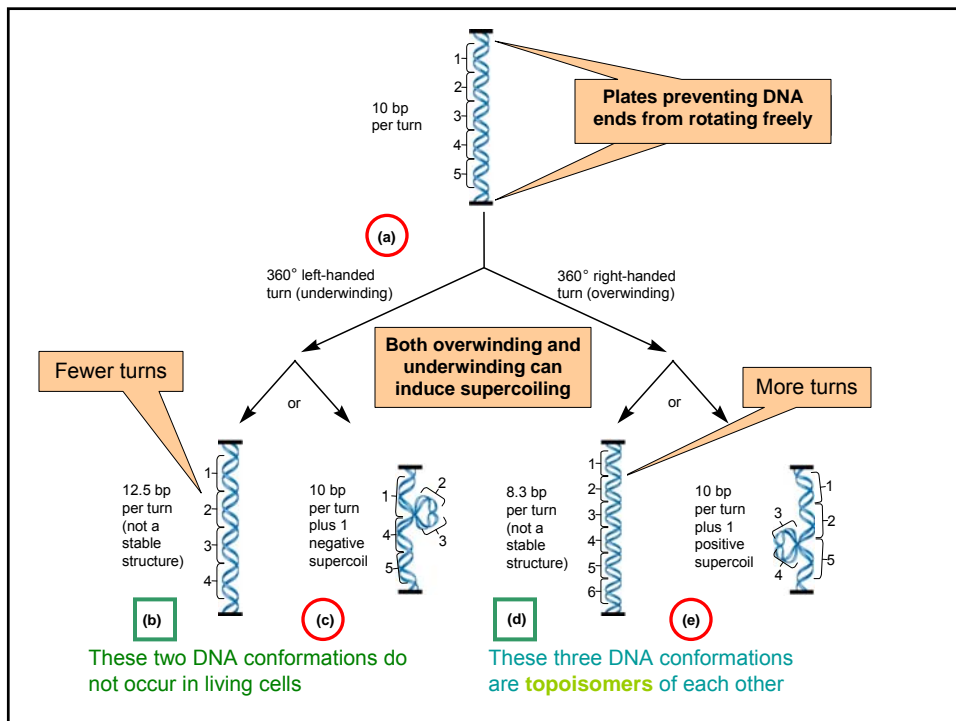 10 bp
per turn
1
2
3
4
5
Plates preventing DNA
ends from rotating freely
(a)
360° left-handed
turn (underwinding)
360° right-handed
turn (overwinding)
Both overwinding and
underwinding can
induce supercoiling
Fewer turns
More turns
or
or
12.5 bp
per turn
(not a
stable
structure)
1
2
3
4
10 bp
per turn
plus 1
negative
supercoil
1
2
3
4
5
8.3 bp
per turn
(not a
stable
structure)
1
2
3
4
5
6
10 bp
per turn
plus 1
positive
supercoil
1
2
3
4
5
(b)
(c)
(d)
(e)
These two DNA conformations do
not occur in living cells
These three DNA conformations
are topoisomers of each other